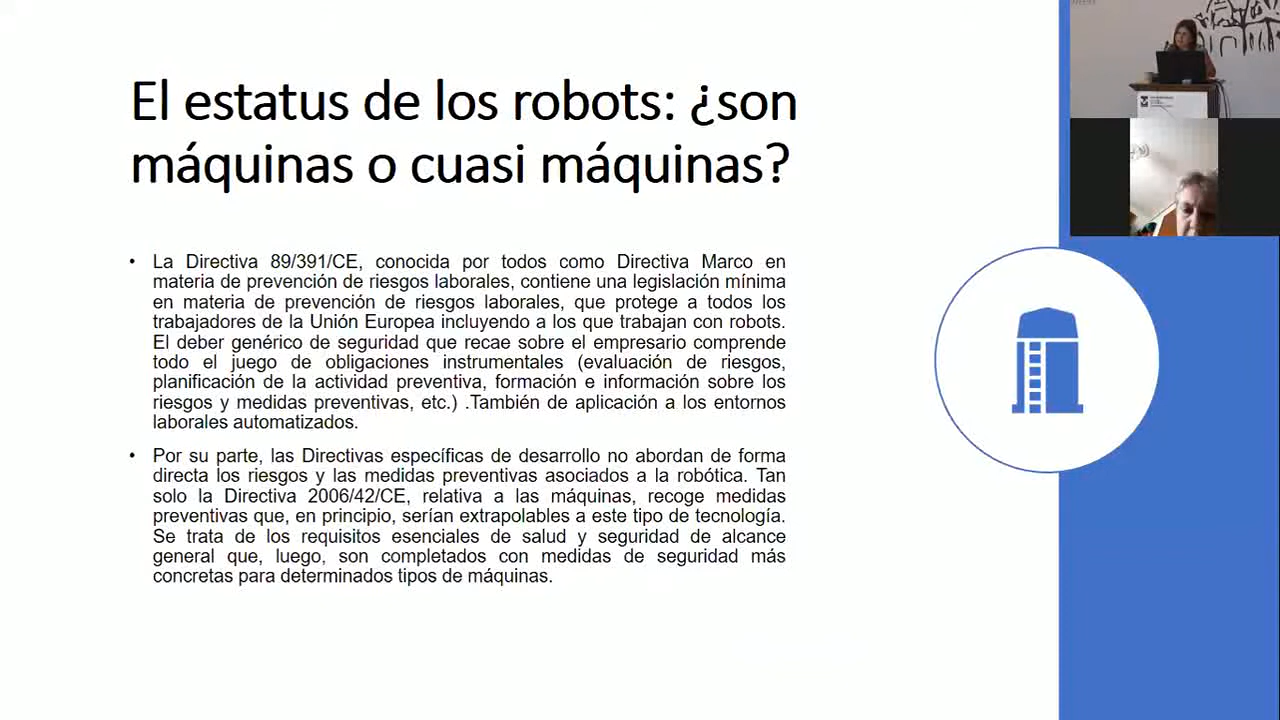 El estatus de los robots: ¿son
máquinas o cuasi máquinas?
• La Directiva 89/391/CE, conocida por todos como Directiva Marco en
materia de prevención de riesgos laborales, contiene una legislación mínima
en materia de prevención de riesgos laborales, que protege a todos los
trabajadores de la Unión Europea incluyendo a los que trabajan con robots.
El deber genérico de seguridad que recae sobre el empresario comprende
todo el juego de obligaciones instrumentales (evaluación de riesgos,
planificación de la actividad preventiva, formación e información sobre los
riesgos y medidas preventivas, etc.) .También de aplicación a los entornos
laborales automatizados.
• Por su parte, las Directivas específicas de desarrollo no abordan de forma
directa los riesgos y las medidas preventivas asociados a la robótica. Tan
solo la Directiva 2006/42/CE, relativa a las máquinas, recoge medidas
preventivas que, en principio, serían extrapolables a este tipo de tecnología.
Se trata de los requisitos esenciales de salud y seguridad de alcance
general que, luego, son completados con medidas de seguridad más
concretas para determinados tipos de máquinas.